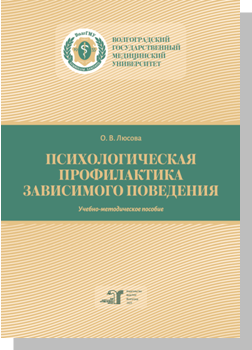 ВолгГМУ
ВОЛГОГРАДСКИЙ
ГОСУДАРСТВЕННЫЙ
МЕДИЦИНСКИЙ
УНИВЕРСИТЕТ
О. В. Люсова
ПСИХОЛОГИЧЕСКАЯ
ПРОФИЛАКТИКА
ЗАВИСИМОГО ПОВЕДЕНИЯ
Учебно-методическое пособие